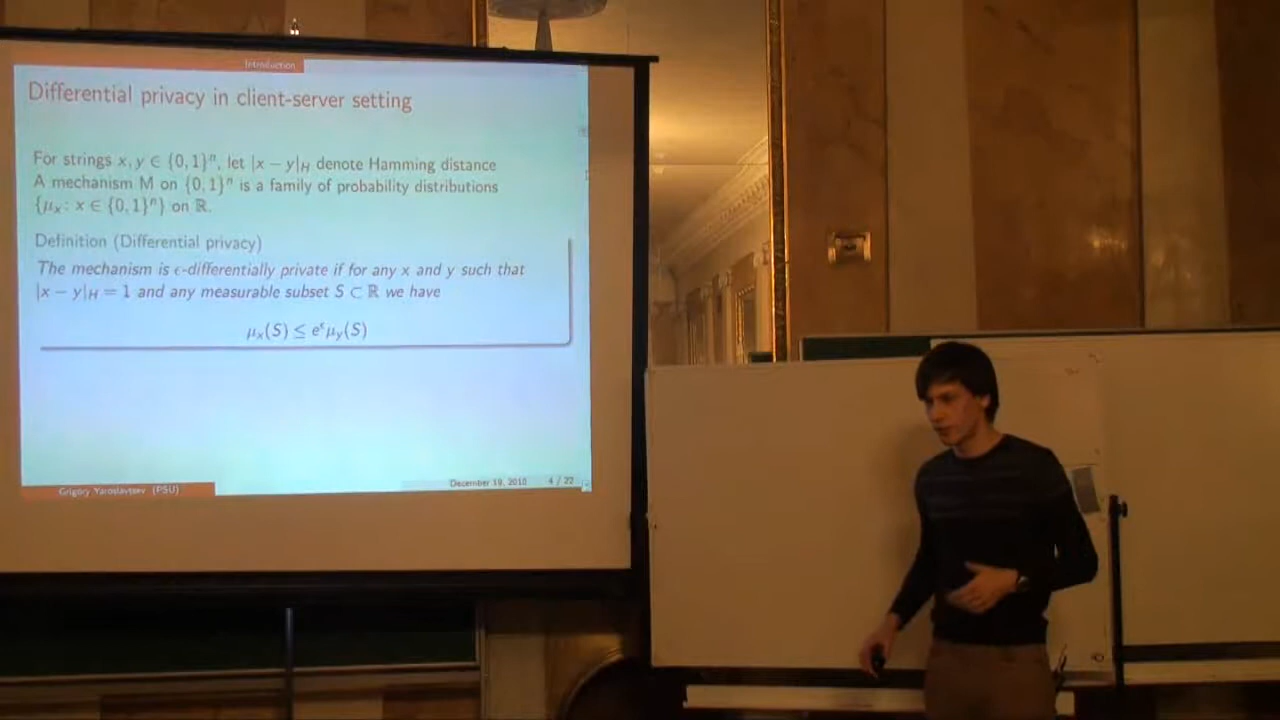 Introduction
Differential privacy in client-server setting
For strings x, y ∈ {0, 1}ⁿ, let |x − y|_H denote Hamming distance
A mechanism M on {0, 1}ⁿ is a family of probability distributions
{μₓ : x ∈ {0, 1}ⁿ} on ℝ.
Definition (Differential privacy)
The mechanism is ϵ-differentially private if for any x and y such that
|x − y|_H = 1 and any measurable subset S ⊂ ℝ we have
μₓ(S) ≤ e^ϵ μ_y(S)
Grigory Yaroslavtsev (PSU)
December 19, 2010 4 / 22